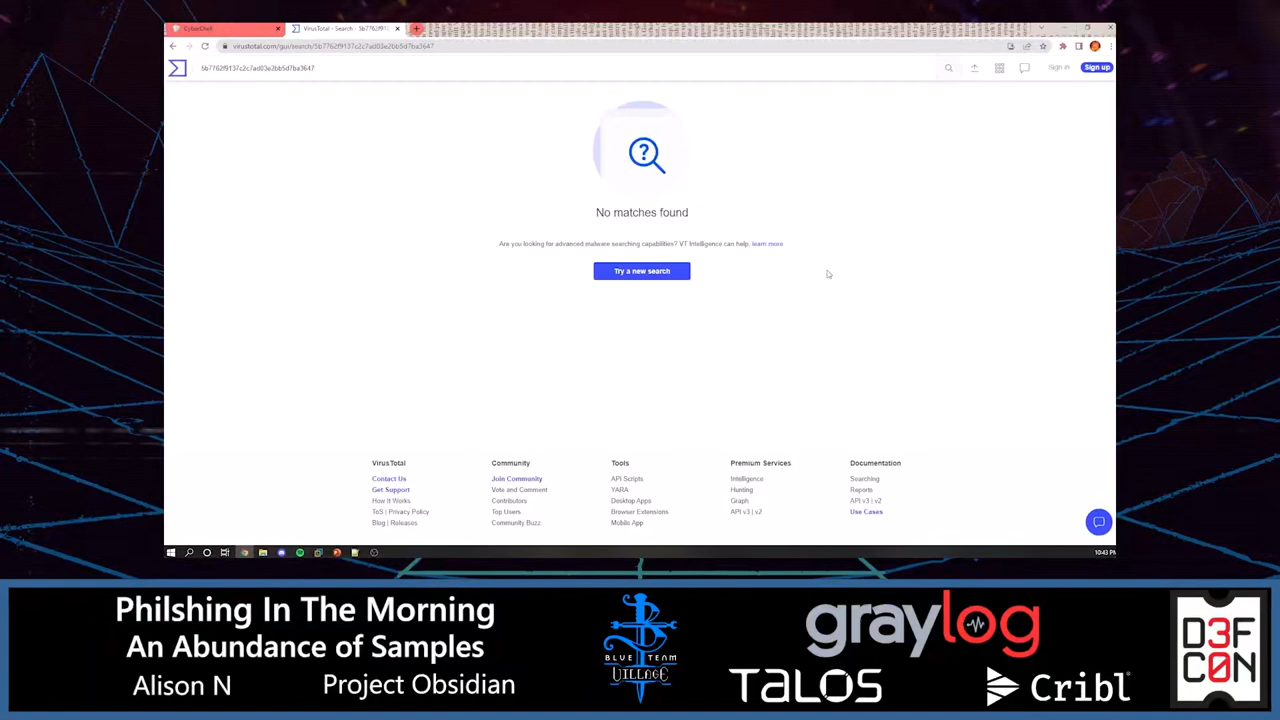 CyberChef
VirusTotal - Search - 5b7762f91
virustotal.com/gui/search/5b7762f9137c2c7ad03e2bb5d7ba3647
5b7762f9137c2c7ad03e2bb5d7ba3647
Sign in
Sign up
No matches found
Are you looking for advanced malware searching capabilities? VT Intelligence can help, learn more
Try a new search
VirusTotal
Contact Us
Get Support
How It Works
ToS | Privacy Policy
Blog | Releases
Community
Join Community
Vote and Comment
Contributors
Top Users
Community Buzz
Tools
API Scripts
YARA
Desktop Apps
Browser Extensions
Mobile App
Premium Services
Intelligence
Hunting
Graph
API v3 | v2
Documentation
Searching
Reports
API v3 | v2
Use Cases
10:43 PM
Philshing In The Morning
An Abundance of Samples
Alison N Project Obsidian
BLUE TEAM
VILLAGE
graylog
TALOS
Cribl
D3F
C0N